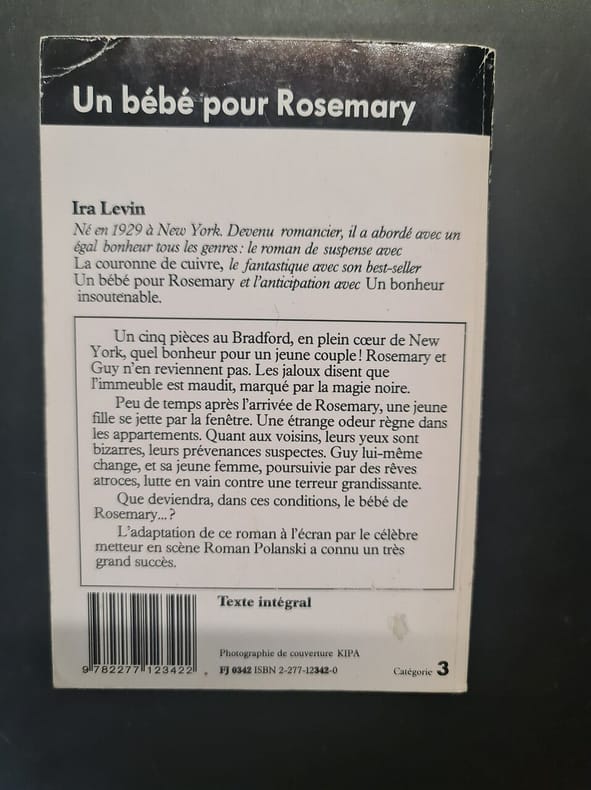 Un bébé pour Rosemary
Ira Levin
Né en 1929 à New York. Devenu romancier, il a abordé avec un
égal bonheur tous les genres : le roman de suspense avec
La couronne de cuivre, le fantastique avec son best-seller
Un bébé pour Rosemary et l'anticipation avec Un bonheur
insoutenable.
Un cinq pièces au Bradford, en plein cœur de New
York, quel bonheur pour un jeune couple! Rosemary et
Guy n'en reviennent pas. Les jaloux disent que
l'immeuble est maudit, marqué par la magie noire.
Peu de temps après l'arrivée de Rosemary, une jeune
fille se jette par la fenêtre. Une étrange odeur règne dans
les appartements. Quant aux voisins, leurs yeux sont
bizarres, leurs prévenances suspectes. Guy lui-même
change, et sa jeune femme, poursuivie par des rêves
atroces, lutte en vain contre une terreur grandissante.
Que deviendra, dans ces conditions, le bébé de
Rosemary...?
L'adaptation de ce roman à l'écran par le célèbre
metteur en scène Roman Polanski a connu un très
grand succès.
Texte intégral
Photographie de couverture KIPA
9 782277 123422
FJ 0342 ISBN 2-277-12342-0
Catégorie 3